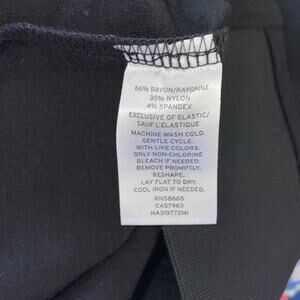 66% RAYON/RAYONNE
30% NYLON
4% SPANDEX
EXCLUSIVE OF ELASTIC/
SAUF L'ÉLASTIQUE
MACHINE WASH COLD.
GENTLE CYCLE.
WITH LIKE COLORS.
ONLY NON-CHLORINE
BLEACH IF NEEDED.
REMOVE PROMPTLY.
RESHAPE.
LAY FLAT TO DRY.
COOL IRON IF NEEDED.
RN58665
CA57963
HA319772MI